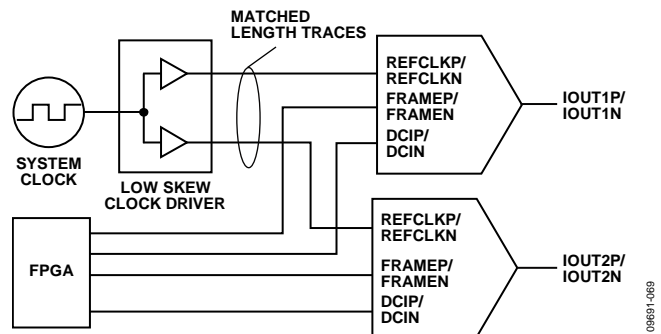 MATCHED
LENGTH TRACES
SYSTEM
CLOCK
LOW SKEW
CLOCK DRIVER
REFCLKP/
REFCLKN
FRAMEP/
FRAMEN
DCIP/
DCIN
IOUT1P/
IOUT1N
FPGA
REFCLKP/
REFCLKN
FRAMEP/
FRAMEN
DCIP/
DCIN
IOUT2P/
IOUT2N
09691-069